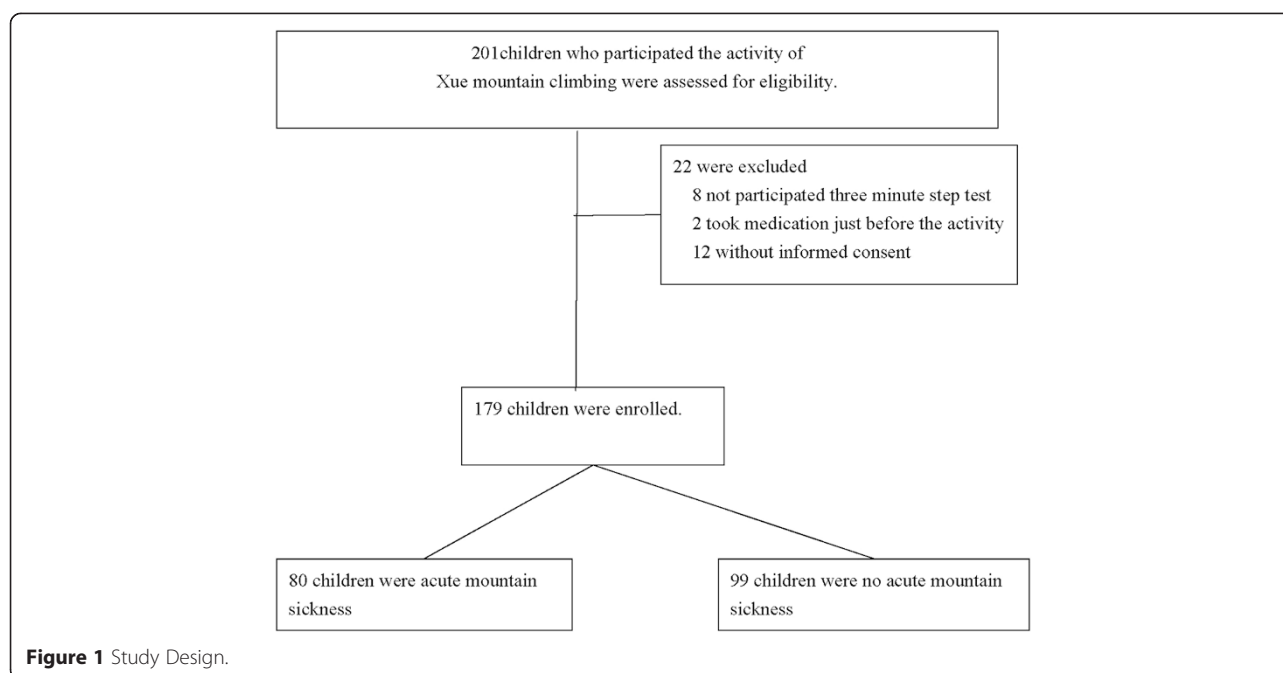 201children who participated the activity of
Xue mountain climbing were assessed for eligibility.
22 were excluded
8 not participated three minute step test
2 took medication just before the activity
12 without informed consent
179 children were enrolled.
80 children were acute mountain
sickness
99 children were no acute mountain
sickness
Figure 1 Study Design.